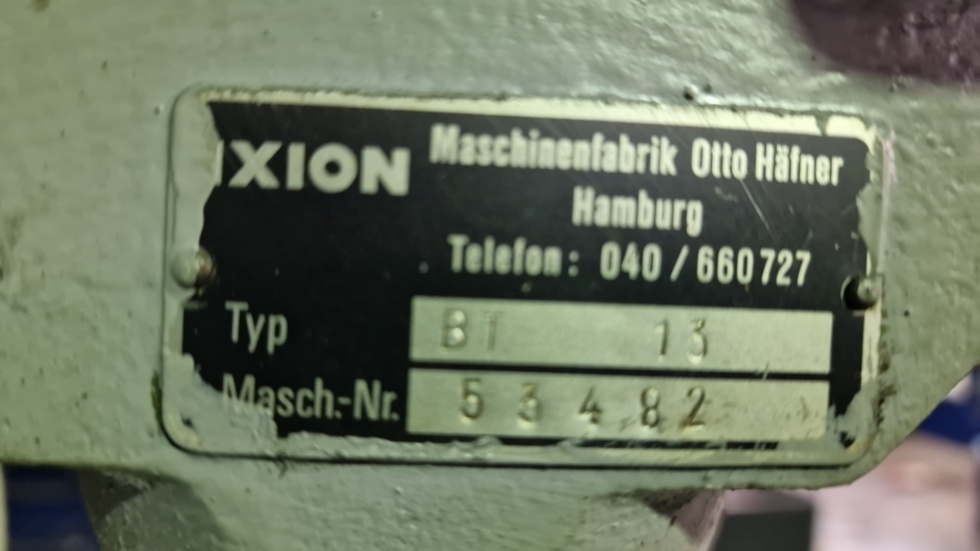 IXION
Maschinenfabrik Otto Häfner
Hamburg
Telefon: 040/660727
Typ BT 13
Masch.-Nr. 53482